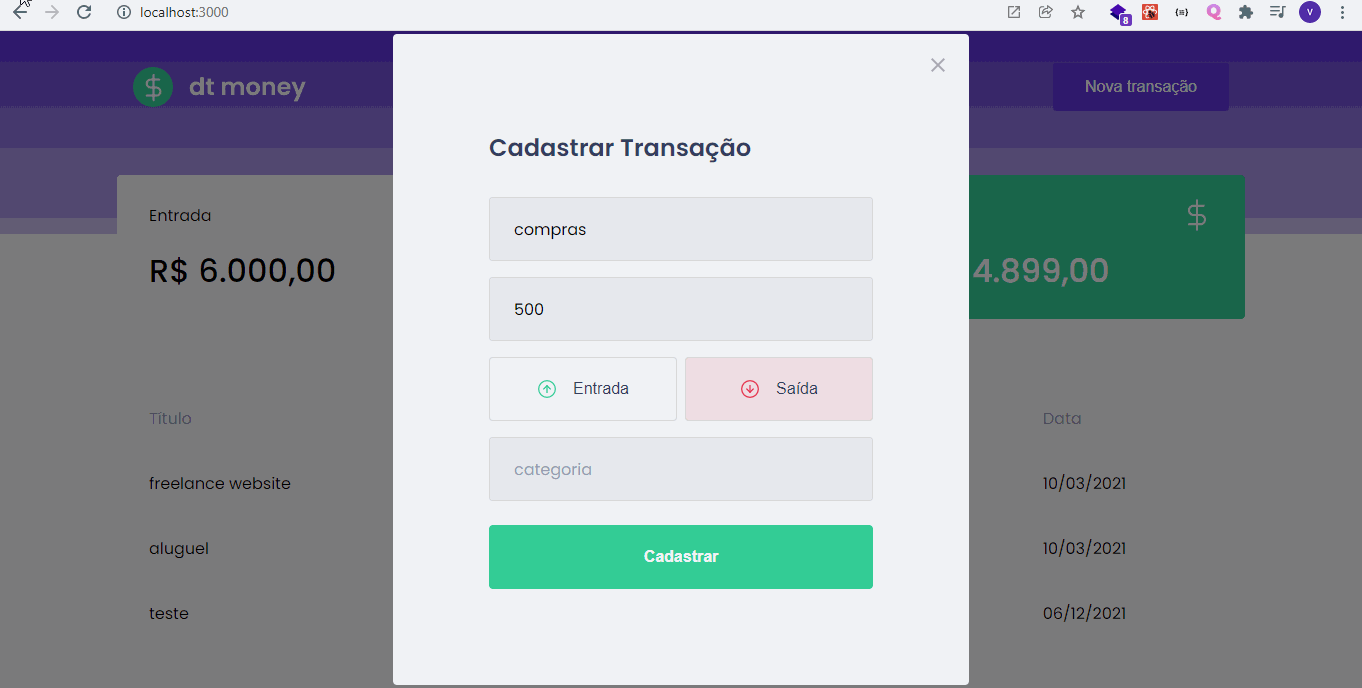 localhost:3000
8
V
dt money
Nova transação
Cadastrar Transação
Entrada
R$ 6.000,00
4.899,00
compras
500
Entrada
Saída
categoria
Cadastrar
Título
Data
freelance website
10/03/2021
aluguel
10/03/2021
teste
06/12/2021